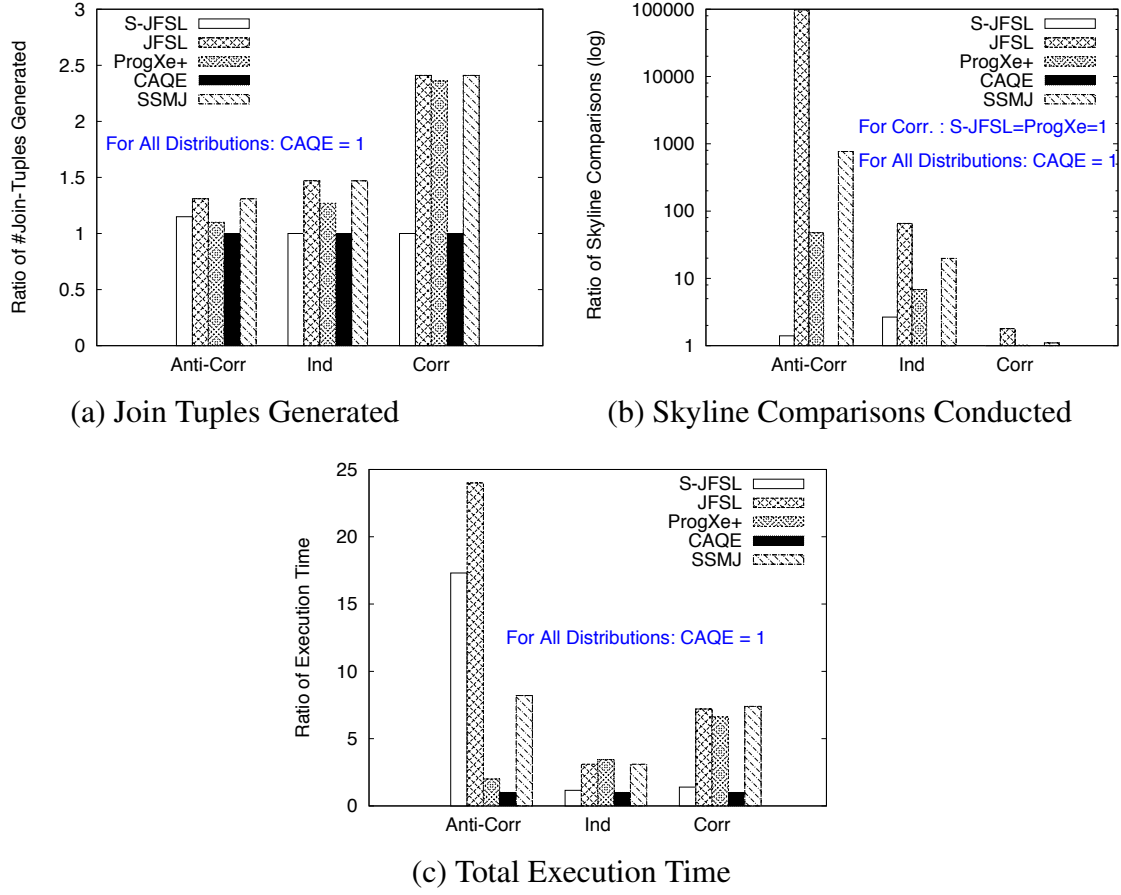 Ratio of #Join-Tuples Generated
3
2.5
2
1.5
1
0.5
0
S-JFSL
JFSL
ProgXe+
CAQE
SSMJ
For All Distributions: CAQE = 1
Anti-Corr Ind Corr
(a) Join Tuples Generated
Ratio of Skyline Comparisons (log)
100000
10000
1000
100
10
1
S-JFSL
JFSL
ProgXe+
CAQE
SSMJ
For Corr. : S-JFSL=ProgXe=1
For All Distributions: CAQE = 1
Anti-Corr Ind Corr
(b) Skyline Comparisons Conducted
Ratio of Execution Time
25
20
15
10
5
0
S-JFSL
JFSL
ProgXe+
CAQE
SSMJ
For All Distributions: CAQE = 1
Anti-Corr Ind Corr
(c) Total Execution Time